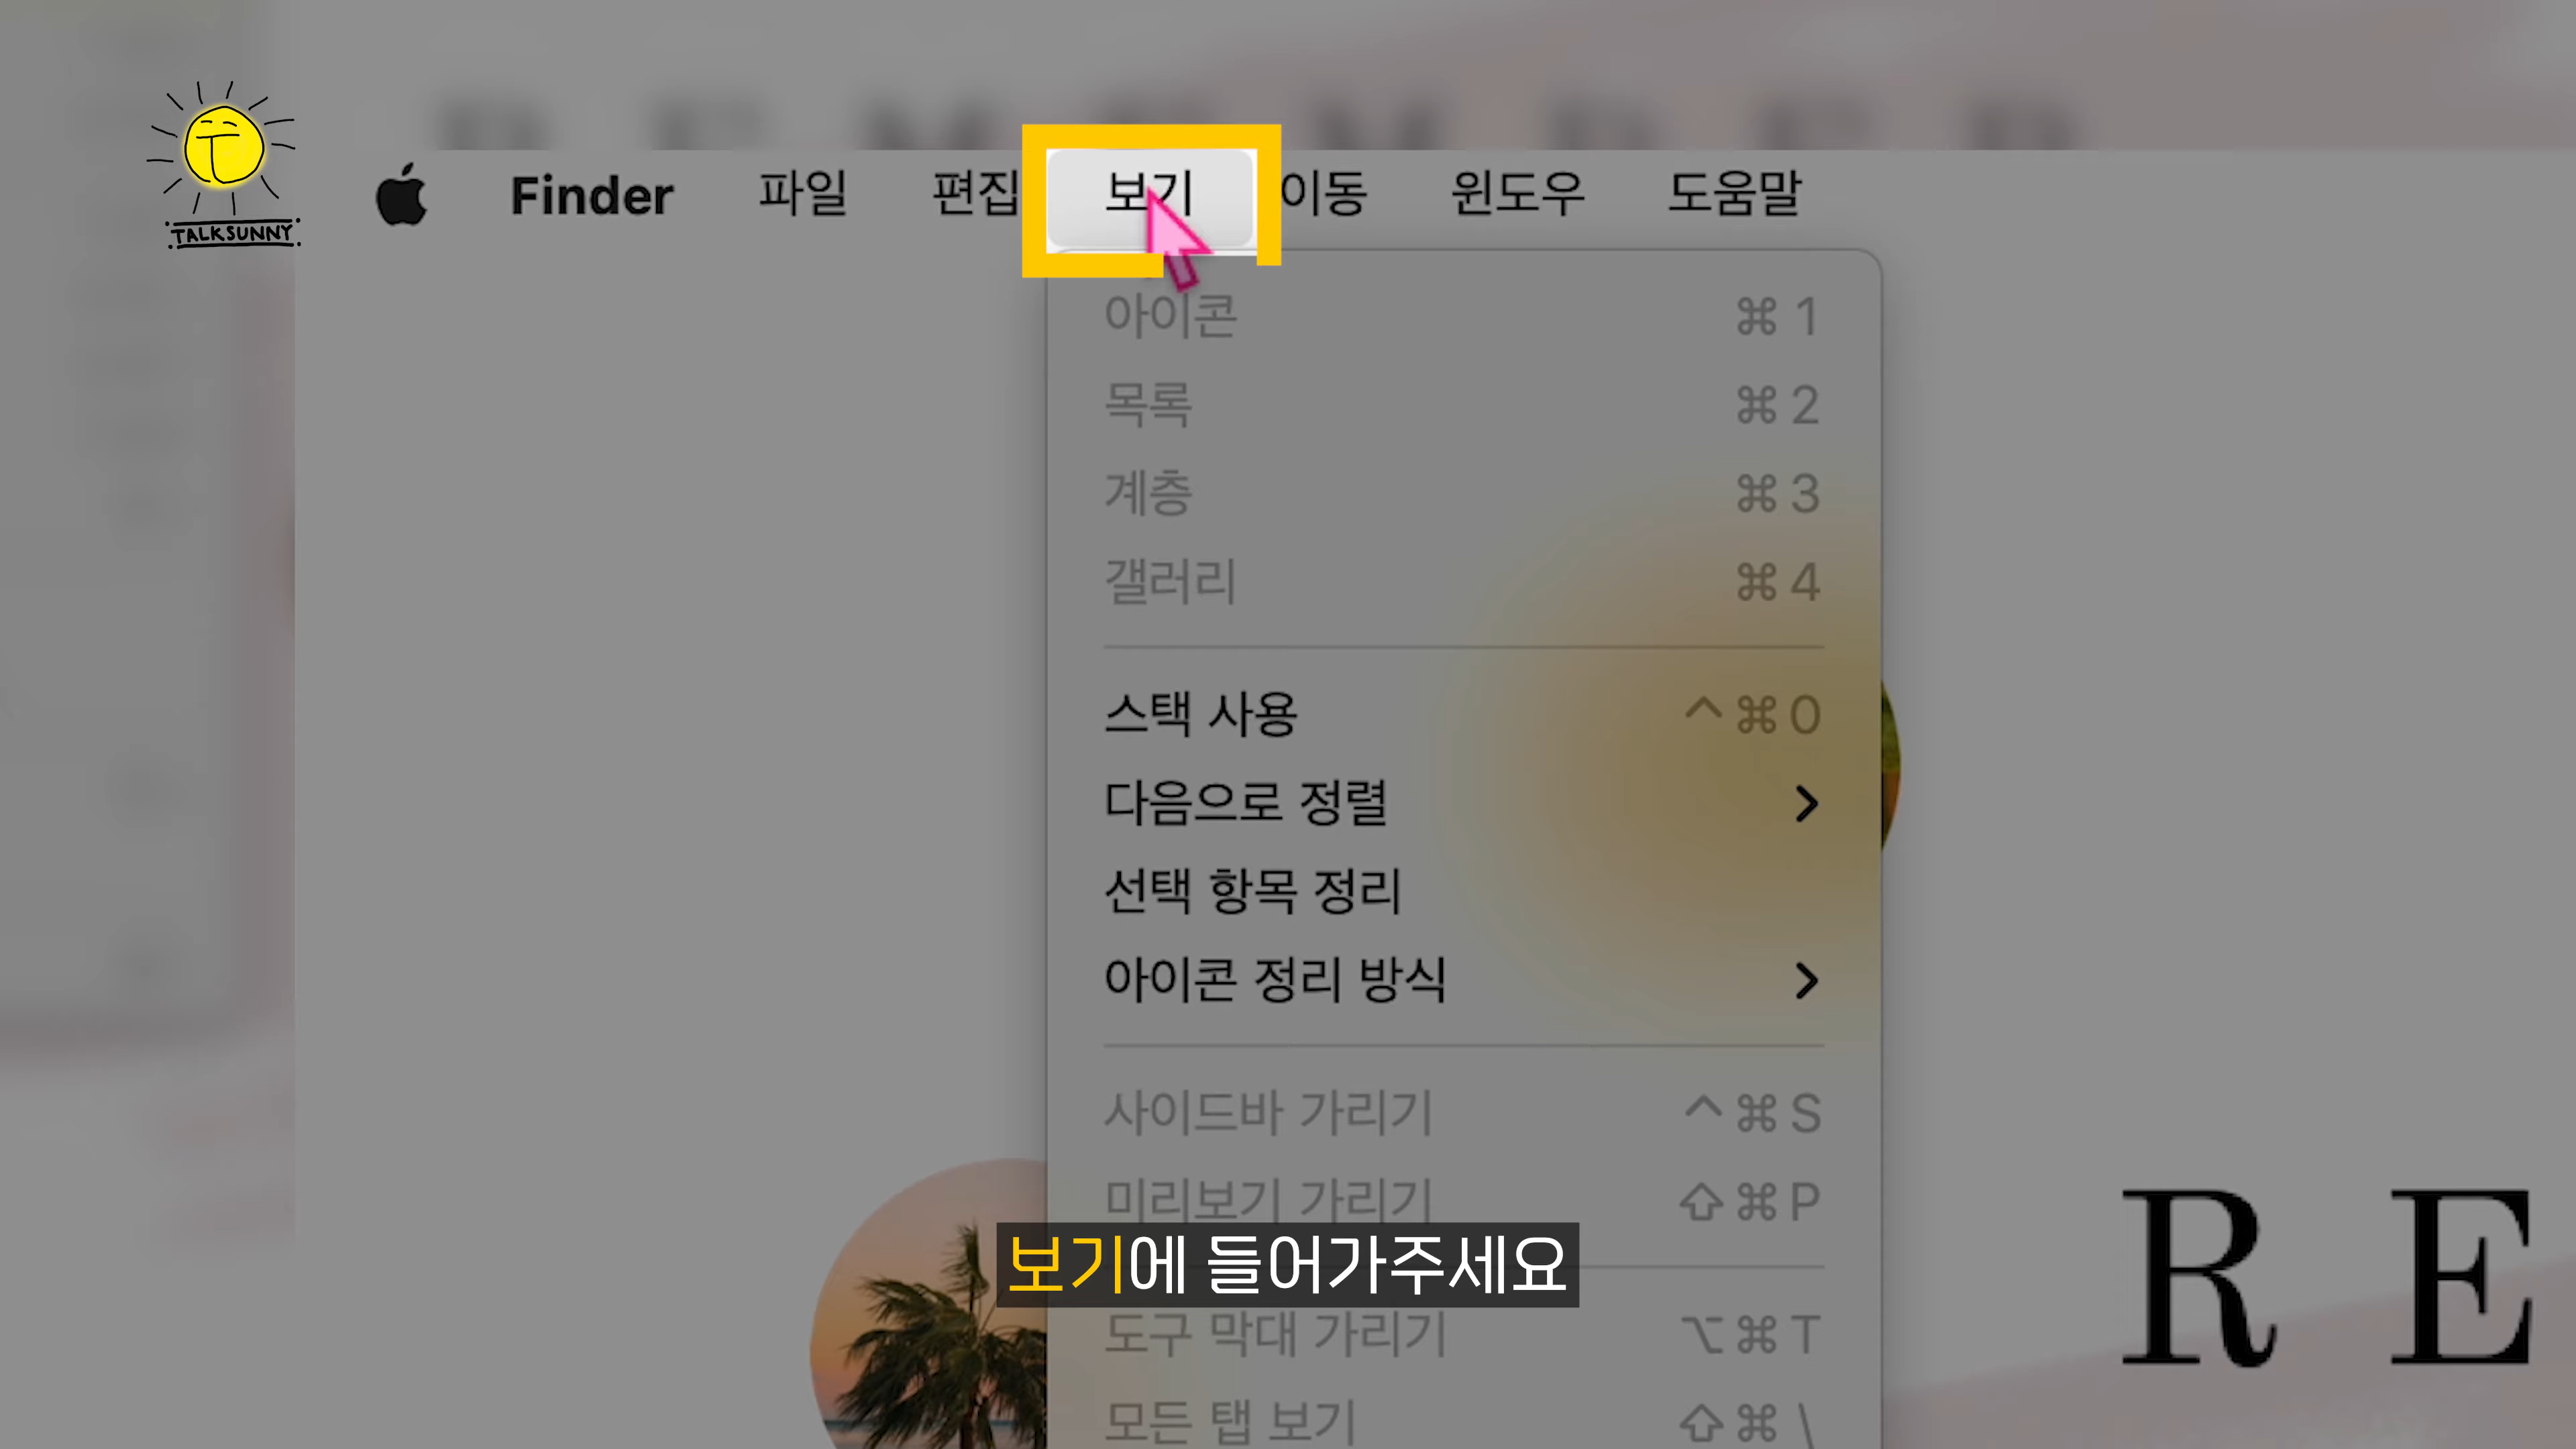 T
TALKSUNNY
Finder 파일 편집 보기 이동 윈도우 도움말
아이콘 ⌘ 1
목록 ⌘ 2
계층 ⌘ 3
갤러리 ⌘ 4
스택 사용 ^ ⌘ 0
다음으로 정렬 >
선택 항목 정리
아이콘 정리 방식 >
사이드바 가리기 ^ ⌘ S
미리보기 가리기 ⇧ ⌘ P
보기에 들어가주세요
도구 막대 가리기 ⌥ ⌘ T
모든 탭 보기 ⇧ ⌘ \
R E